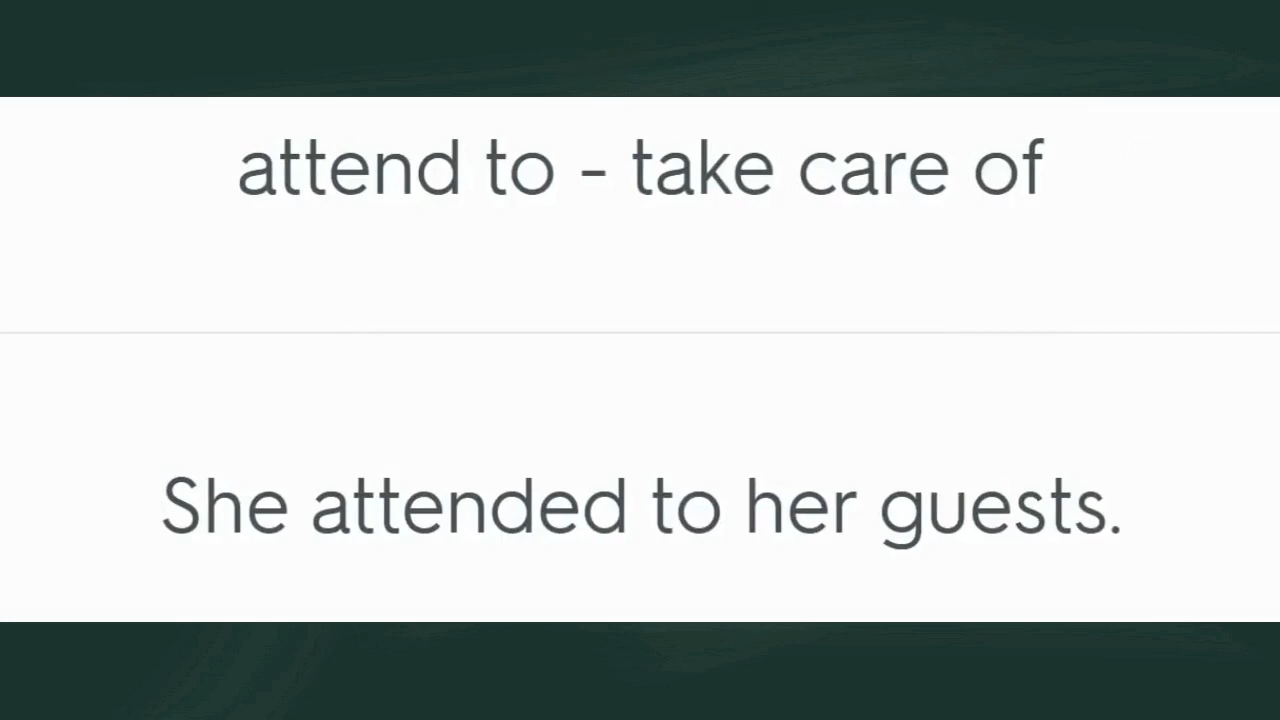 attend to - take care of
She attended to her guests.